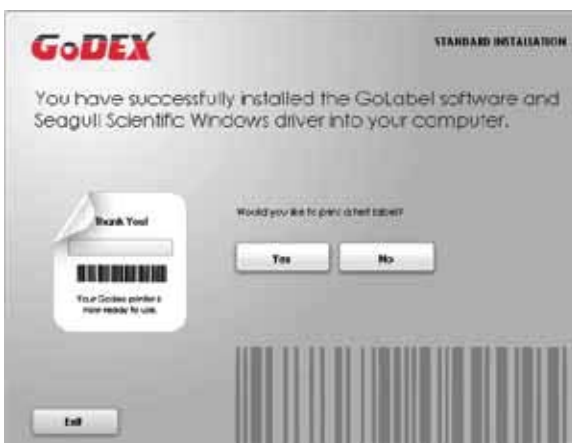 GoDEX
STANDARD INSTALLATION
You have successfully installed the GoLabel software and
Seagull Scientific Windows driver into your computer.
Thank You!
Your Godex printer is
now ready to use.
Would you like to print a test label?
Yes
No
Exit